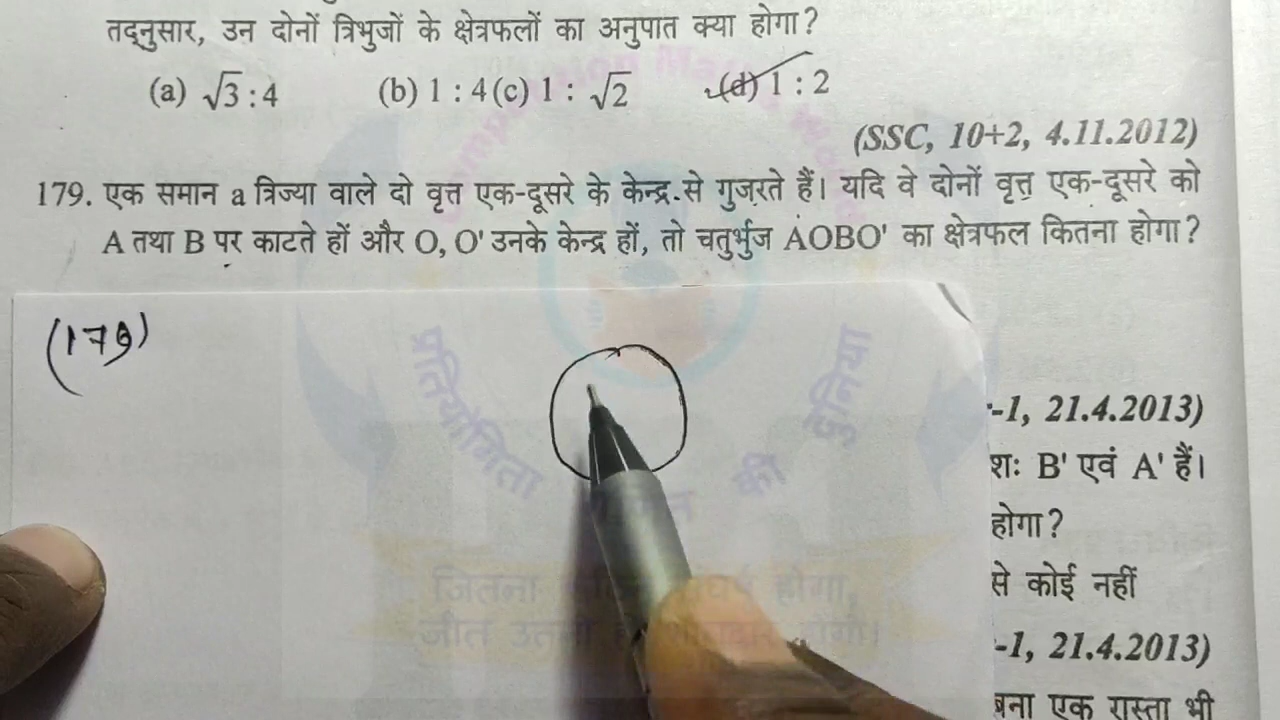 तद्नुसार, उन दोनों त्रिभुजों के क्षेत्रफलों का अनुपात क्या होगा?
(a) √3 : 4 (b) 1 : 4 (c) 1 : √2 (d) 1 : 2
(SSC, 10+2, 4.11.2012)
179. एक समान a त्रिज्या वाले दो वृत्त एक-दूसरे के केन्द्र से गुजरते हैं। यदि वे दोनों वृत्त एक-दूसरे को
A तथा B पर काटते हों और O, O' उनके केन्द्र हों, तो चतुर्भुज AOBO' का क्षेत्रफल कितना होगा?
(179)
प्रतियोगिता की दुनिया
-1, 21.4.2013)
शः B' एवं A' हैं।
होगा?
से कोई नहीं
जितना होगा,
जीत होगी।
-1, 21.4.2013)
बना एक रास्ता भी